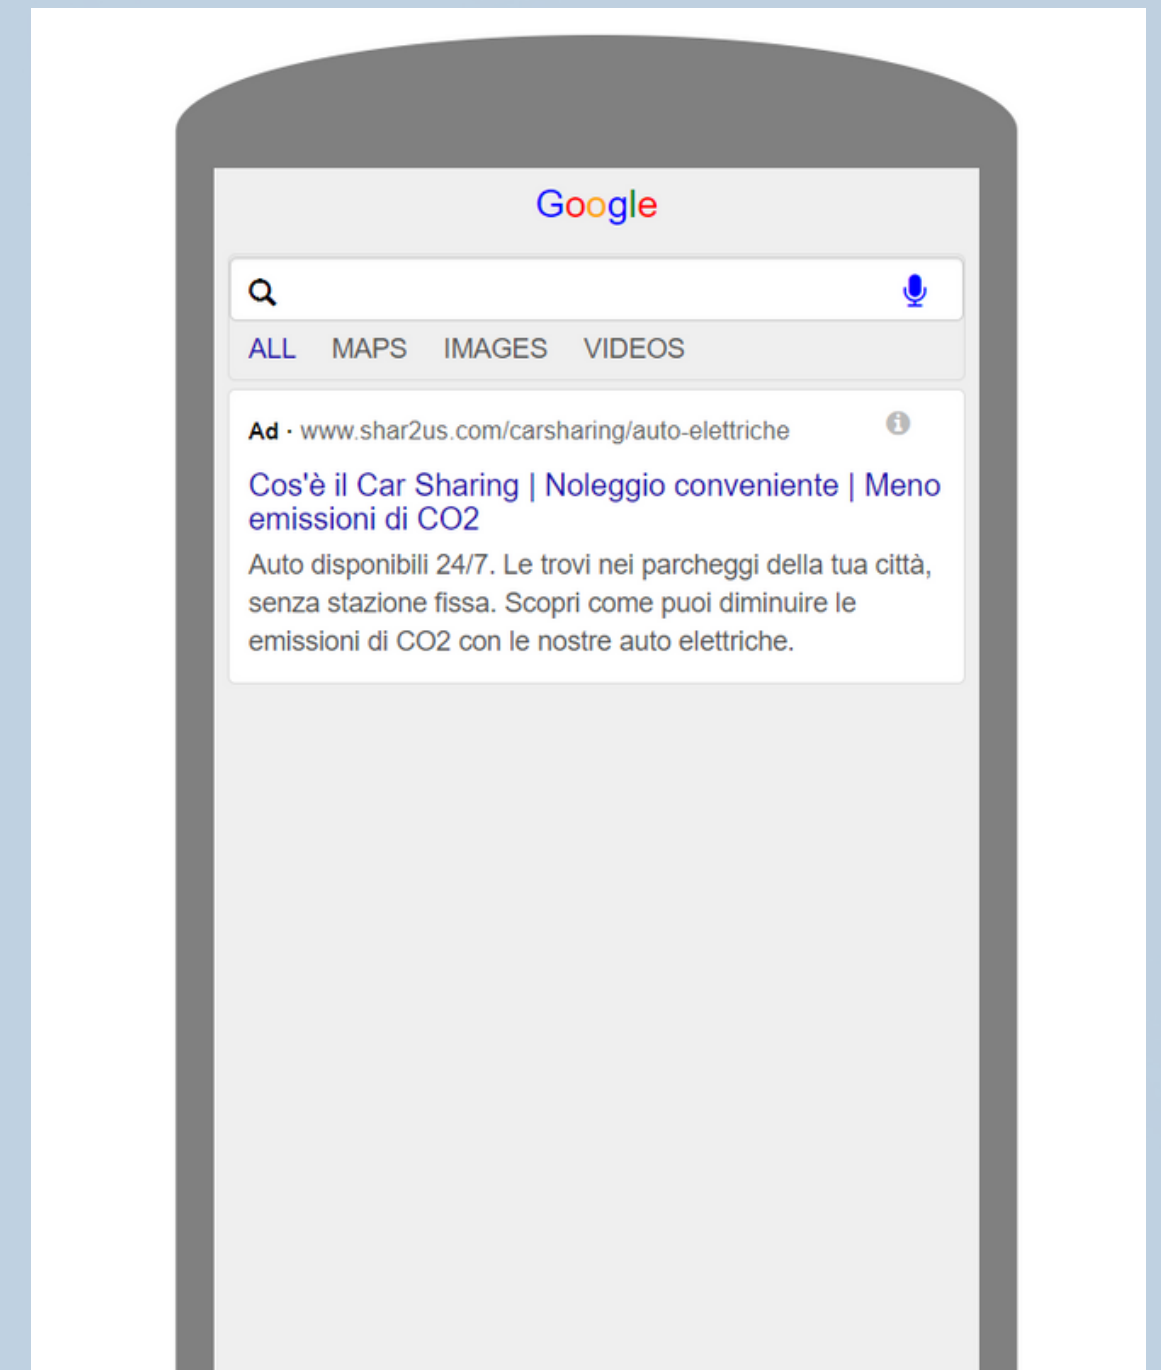 Google
ALL MAPS IMAGES VIDEOS
Ad · www.shar2us.com/carsharing/auto-elettriche
Cos'è il Car Sharing | Noleggio conveniente | Meno
emissioni di CO2
Auto disponibili 24/7. Le trovi nei parcheggi della tua città,
senza stazione fissa. Scopri come puoi diminuire le
emissioni di CO2 con le nostre auto elettriche.